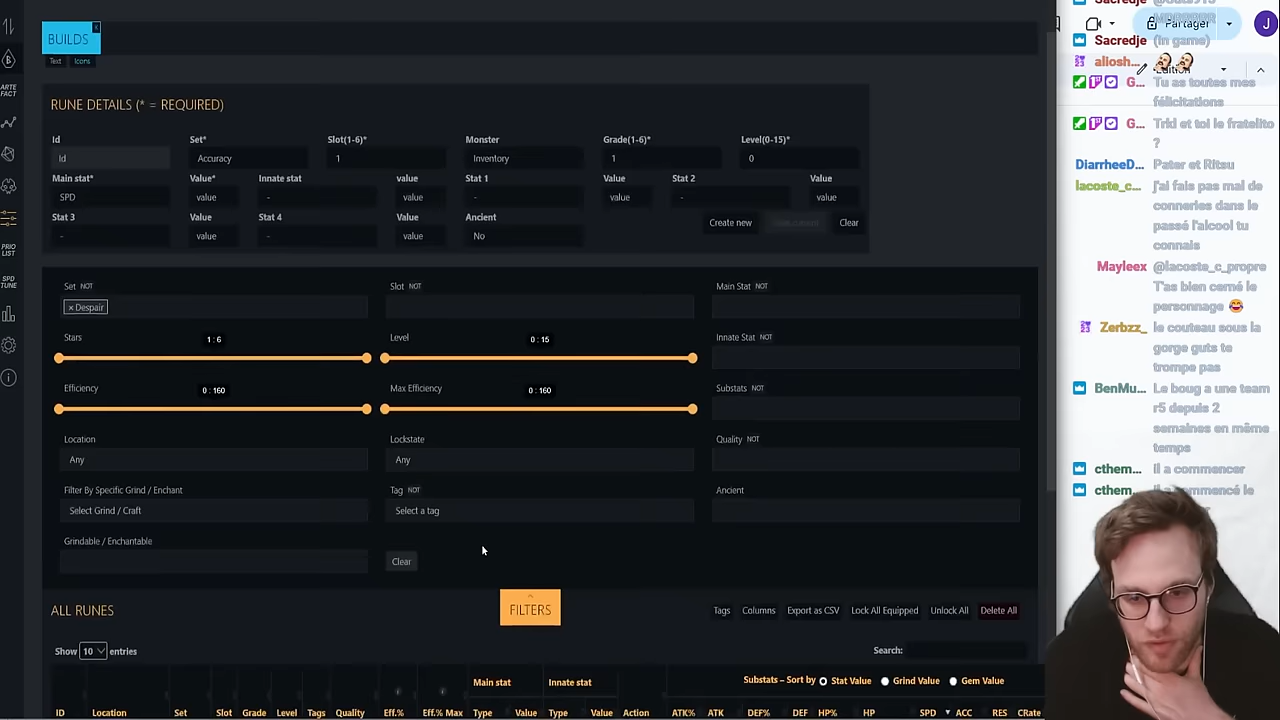 BUILDS
Text Icons
RUNE DETAILS (* = REQUIRED)
Id Set* Slot(1-6)* Monster Grade(1-6)* Level(0-15)*
Id Accuracy 1 Inventory 1 0
Main stat* Value* Innate stat value Stat 1 Value Stat 2 Value
SPD value - value - value - value
Stat 3 Value Stat 4 Value Ancient
- value - value No
Create new Clear
Set NOT Slot NOT Main Stat NOT
× Despair
Stars 1 : 6 Level 0 : 15 Innate Stat NOT
Efficiency 0 : 160 Max Efficiency 0 : 160 Substats NOT
Location Lockstate Quality NOT
Any Any
Filter By Specific Grind / Enchant Tag NOT Ancient
Select Grind / Craft Select a tag
Grindable / Enchantable
Clear
ALL RUNES FILTERS Tags Columns Export as CSV Lock All Equipped Unlock All Delete All
Show 10 entries Search:
Main stat Innate stat Substats – Sort by Stat Value Grind Value Gem Value
ID Location Set Slot Grade Level Tags Quality Eff.% Eff.% Max Type Value Type Value Action ATK% ATK DEF% DEF HP% HP SPD ACC RES CRate
ARTE
FACT
PRIO
LIST
SPD
TUNE
Partager J
Sacredje (In game)
aliosh...
G... Tu as toutes mes
félicitations
G... Triki et toi le fratelito
?
DiarrheeD... Pater et Ritsu
lacoste_c... j'ai fais pas mal de
conneries dans le
passé l'alcool tu
connais
Mayleex @lacoste_c_propre
T'as bien cerné le
personnage
Zerbzz_ le couteau sous la
gorge guts te
trompe pas
BenMu... Le boug a une team
r5 depuis 2
semaines en même
temps
cthem... Il a commencer
cthem... Il a commencé le